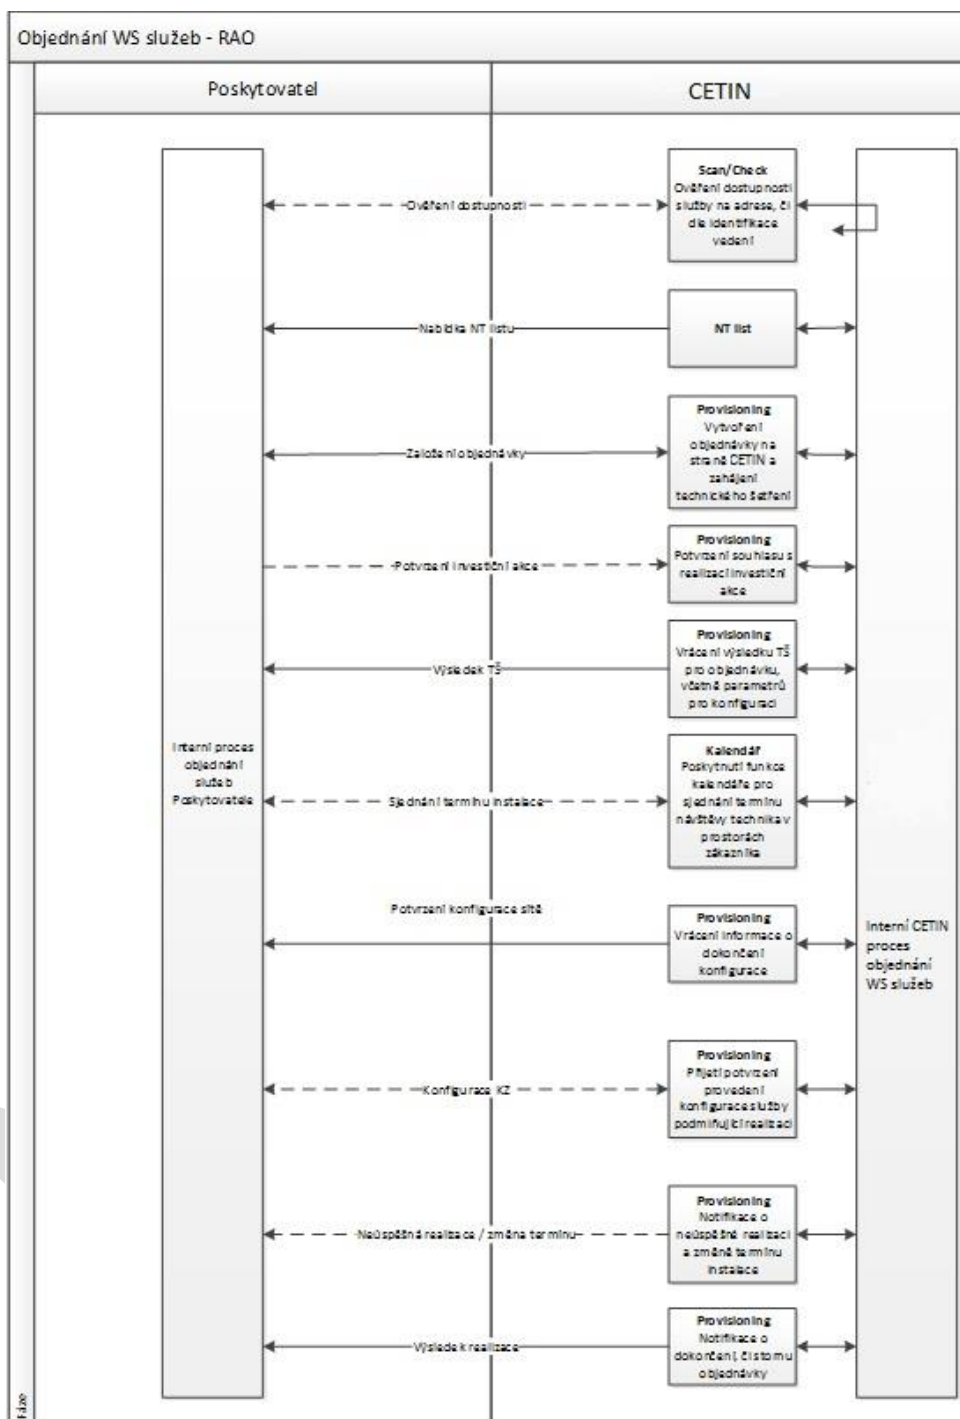 Objednání WS služeb - RAO
Poskytovatel
CETIN
Scan/Check
Ověření dostupnosti
služby na adrese, či
dle identifikace
vedení
Ověření dostupnosti
Nabídka NT listu
NT list
Provisioning
Vytvoření
objednávky na
straně CETIN a
zahájení
technického šetření
Založení objednávky
Provisioning
Potvrzení souhlasu s
realizací investiční
akce
Potvrzení investiční akce
Provisioning
Vrácení výsledku TŠ
pro objednávku,
včetně parametrů
pro konfiguraci
Výsledek TŠ
Interní proces
objednání
služeb
Poskytovatele
Kalendář
Poskytnutí funkce
kalendáře pro
sjednání termínu
návštěvy technika v
prostorách
zákazníka
Sjednání termínu instalace
Potvrzení konfigurace sítě
Provisioning
Vrácení informace o
dokončení
konfigurace
Interní CETIN
proces
objednání
WS služeb
Provisioning
Přijetí potvrzení
provedení
konfigurace služby
podmiňující realizaci
Konfigurace KZ
Provisioning
Notifikace o
neúspěšné realizaci
a změně termínu
instalace
Neúspěšná realizace / změna termínu
Provisioning
Notifikace o
dokončení, či stornu
objednávky
Výsledek realizace
Fáze